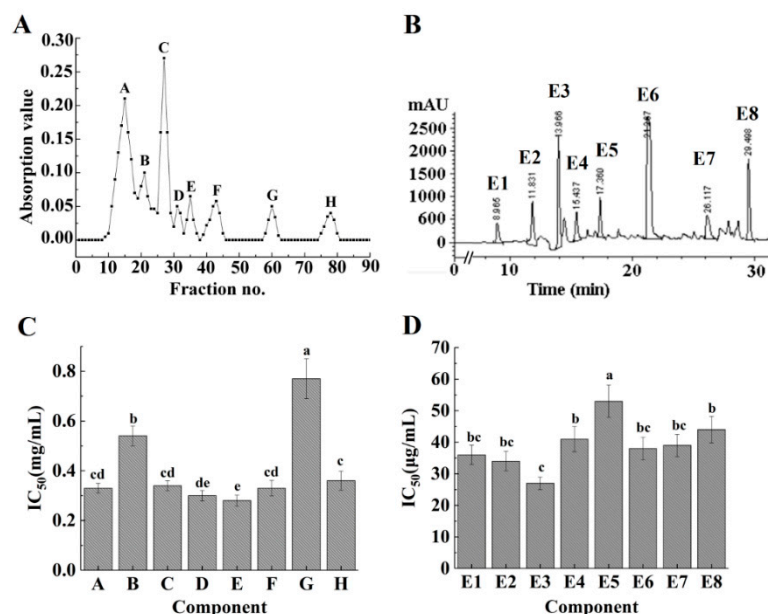 A
C
A
B
D
E
F
G
H
Absorption value
0.30
0.25
0.20
0.15
0.10
0.05
0.00
0 10 20 30 40 50 60 70 80 90
Fraction no.
B
mAU
2500
2000
1500
1000
600
0
E1
E2
E3
E4
E5
E6
E7
E8
8.965
11.831
13.966
15.437
17.360
26.117
29.498
0 10 20 30
Time (min)
C
IC50(mg/mL)
0.8
0.6
0.4
0.2
0.0
cd
b
cd
de
e
cd
a
c
A B C D E F G H
Component
D
IC50(μg/mL)
70
60
50
40
30
20
10
0
bc
bc
c
b
a
bc
bc
b
E1 E2 E3 E4 E5 E6 E7 E8
Component